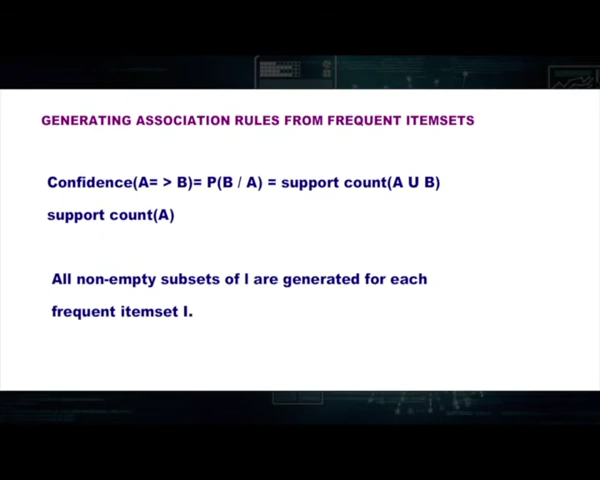 GENERATING ASSOCIATION RULES FROM FREQUENT ITEMSETS
Confidence(A= > B)= P(B / A) = support count(A U B)
support count(A)
All non-empty subsets of I are generated for each
frequent itemset I.